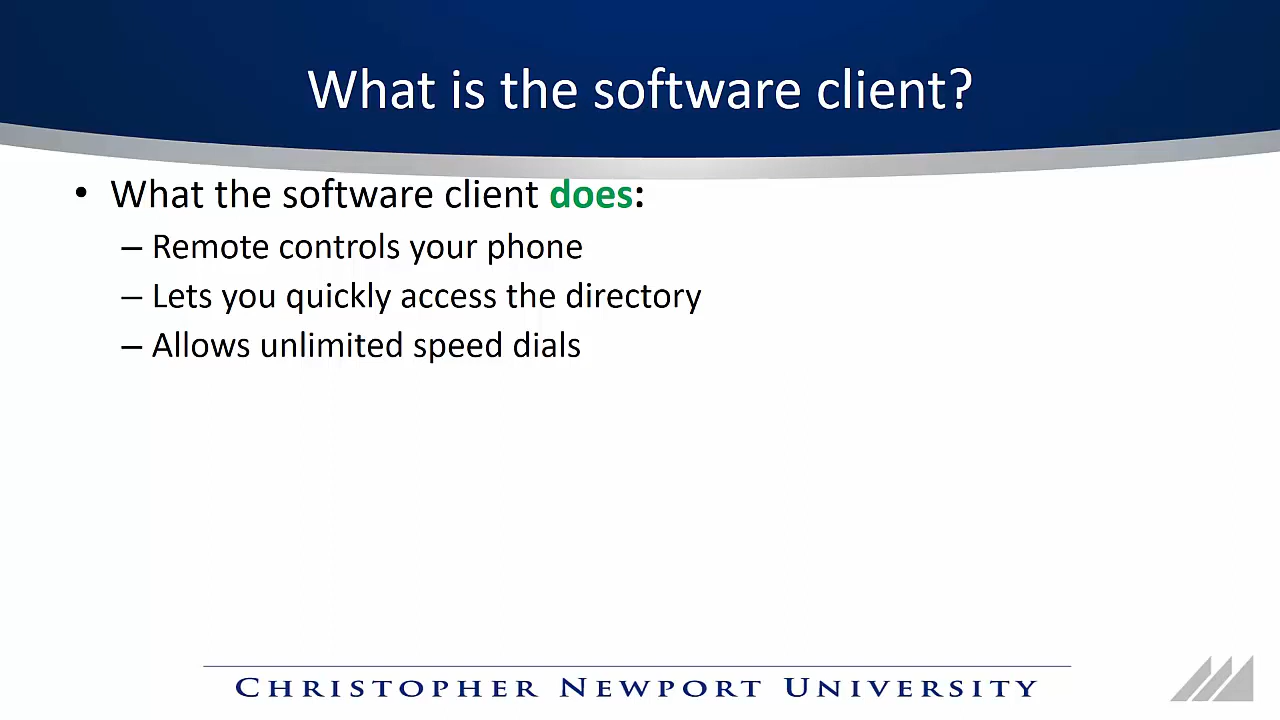 What is the software client?
• What the software client does:
– Remote controls your phone
– Lets you quickly access the directory
– Allows unlimited speed dials
CHRISTOPHER NEWPORT UNIVERSITY